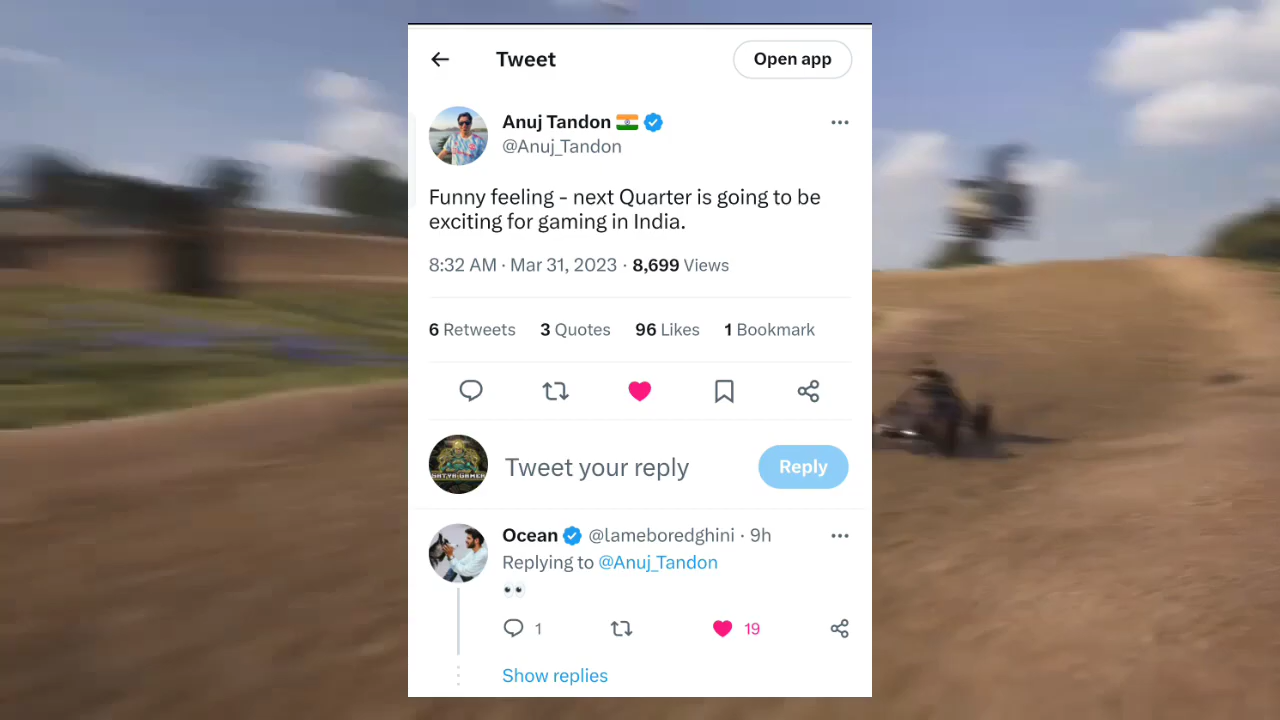 Tweet
Open app
Anuj Tandon 🇮🇳
@Anuj_Tandon
Funny feeling - next Quarter is going to be
exciting for gaming in India.
8:32 AM · Mar 31, 2023 · 8,699 Views
6 Retweets 3 Quotes 96 Likes 1 Bookmark
Tweet your reply
Reply
Ocean @lameboredghini · 9h
Replying to @Anuj_Tandon
👀
1
19
Show replies